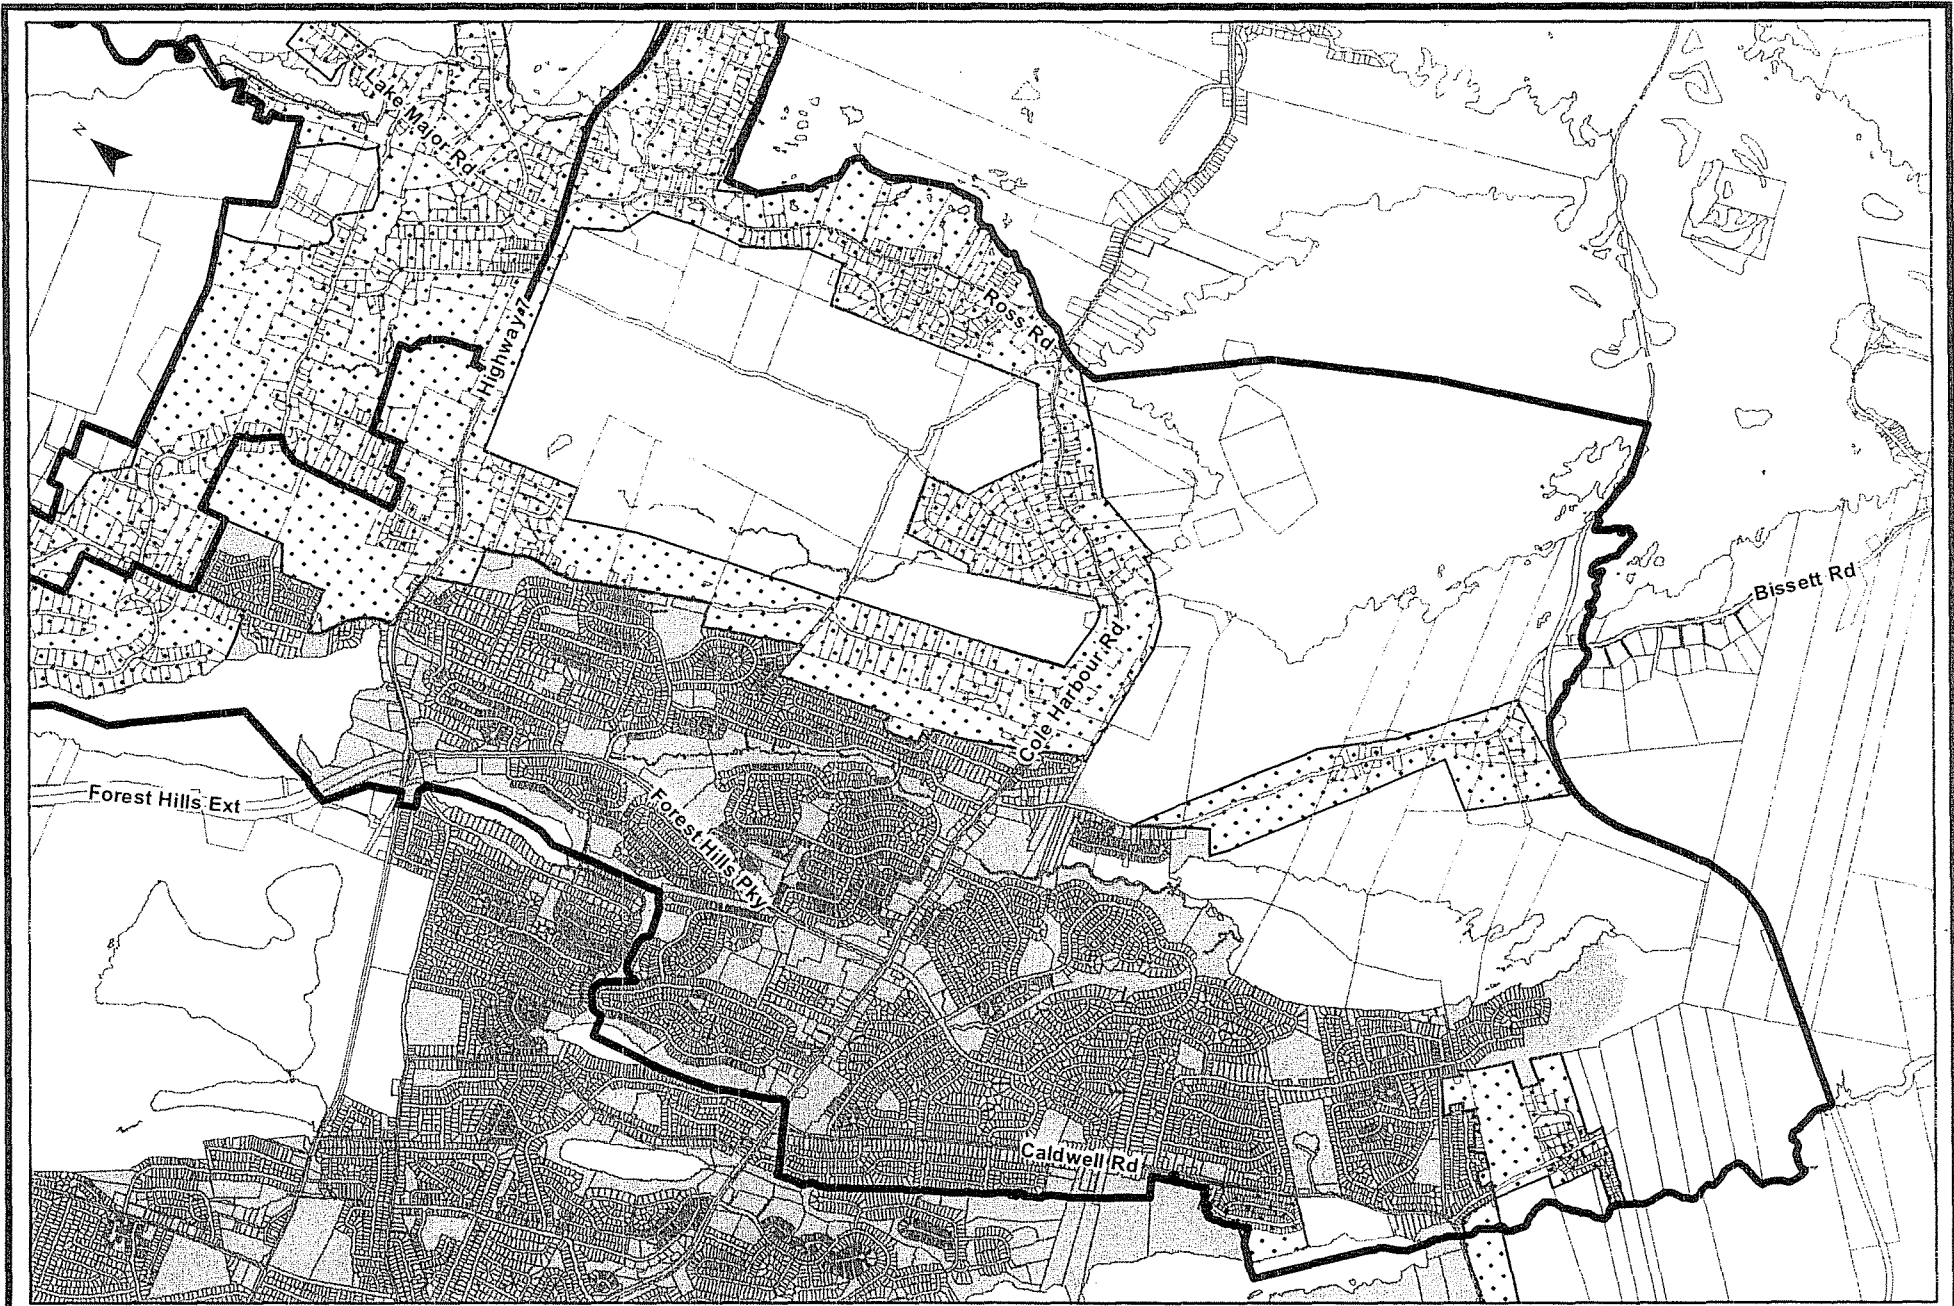 Lake Major Rd
N
Highway 7
Ross Rd
Bissett Rd
Cole Harbour Rd
Forest Hills Ext
Forest Hills Pky
Caldwell Rd